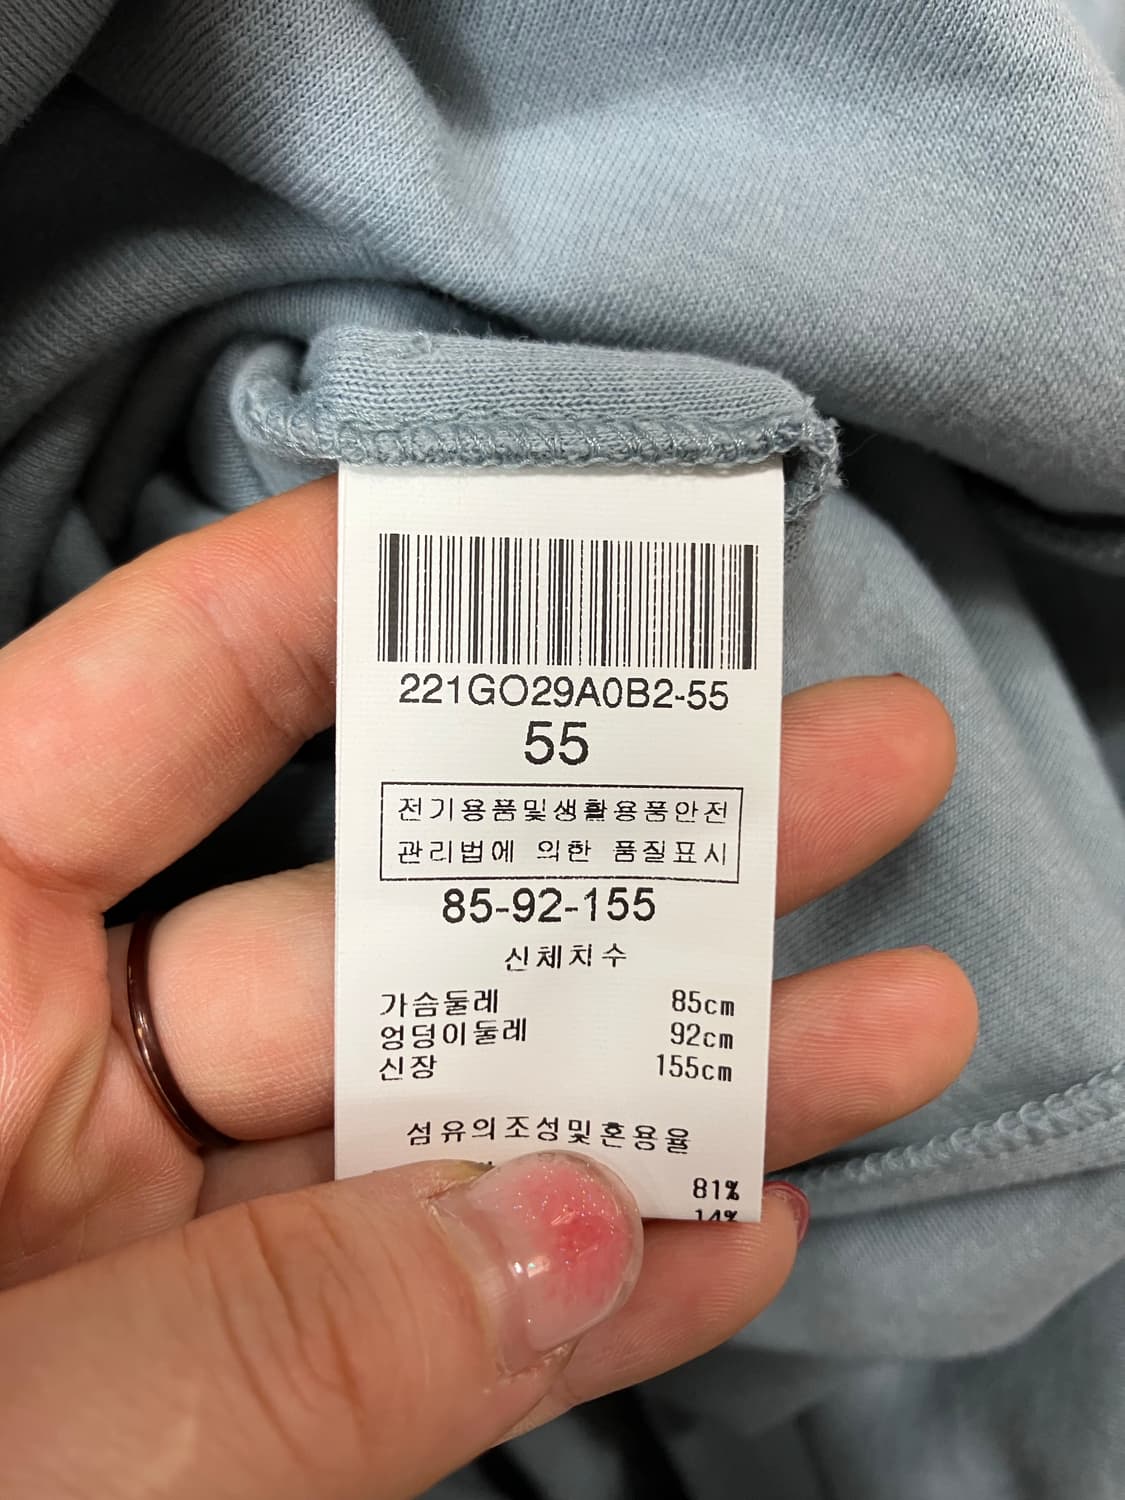 221GO29A0B2-55
55
전기용품및생활용품안전
관리법에 의한 품질표시
85-92-155
신체치수
가슴둘레 85cm
엉덩이둘레 92cm
신장 155cm
섬유의조성및혼용율
81%
14%